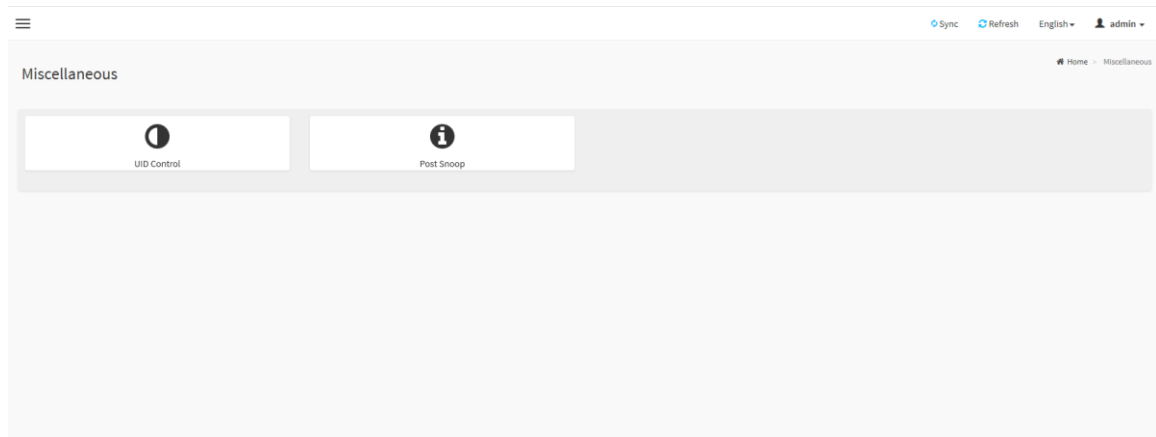 Sync Refresh English admin
Home > Miscellaneous
Miscellaneous
UID Control
Post Snoop